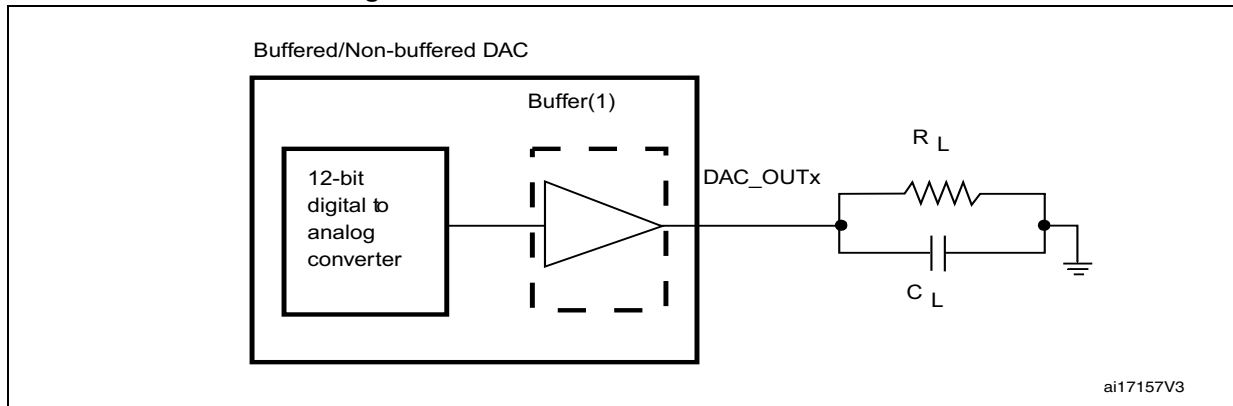 Buffered/Non-buffered DAC
Buffer(1)
12-bit
digital to
analog
converter
DAC_OUTx
R L
C L
ai17157V3